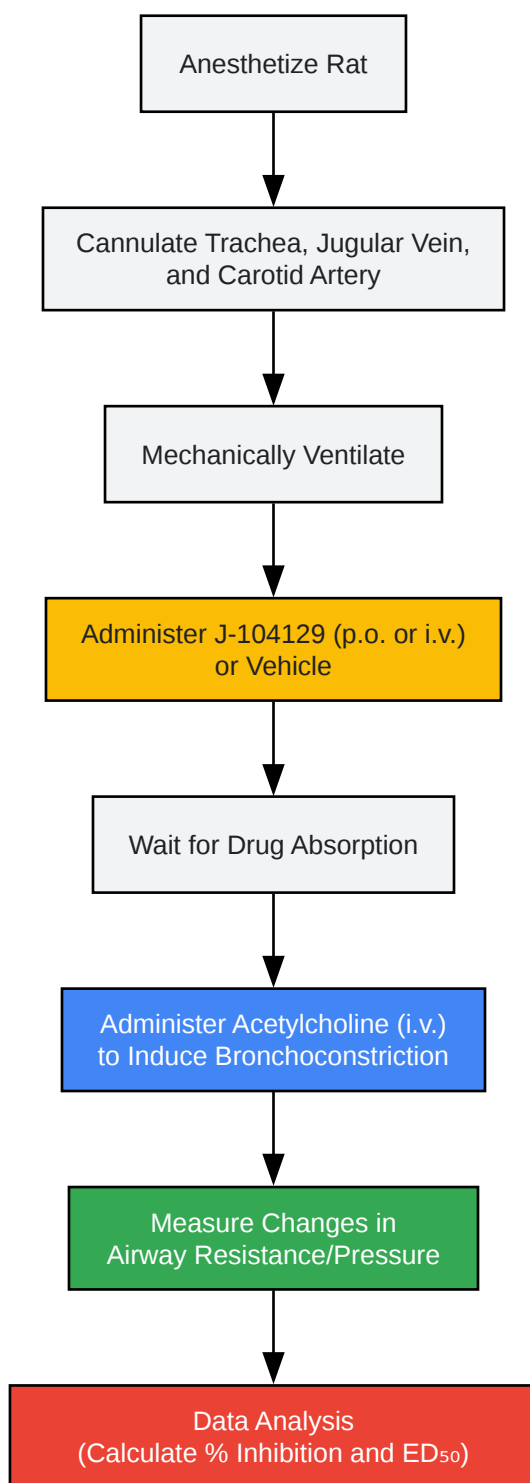 Anesthetize Rat
Cannulate Trachea, Jugular Vein,
and Carotid Artery
Mechanically Ventilate
Administer J-104129 (p.o. or i.v.)
or Vehicle
Wait for Drug Absorption
Administer Acetylcholine (i.v.)
to Induce Bronchoconstriction
Measure Changes in
Airway Resistance/Pressure
Data Analysis
(Calculate % Inhibition and ED₅₀)